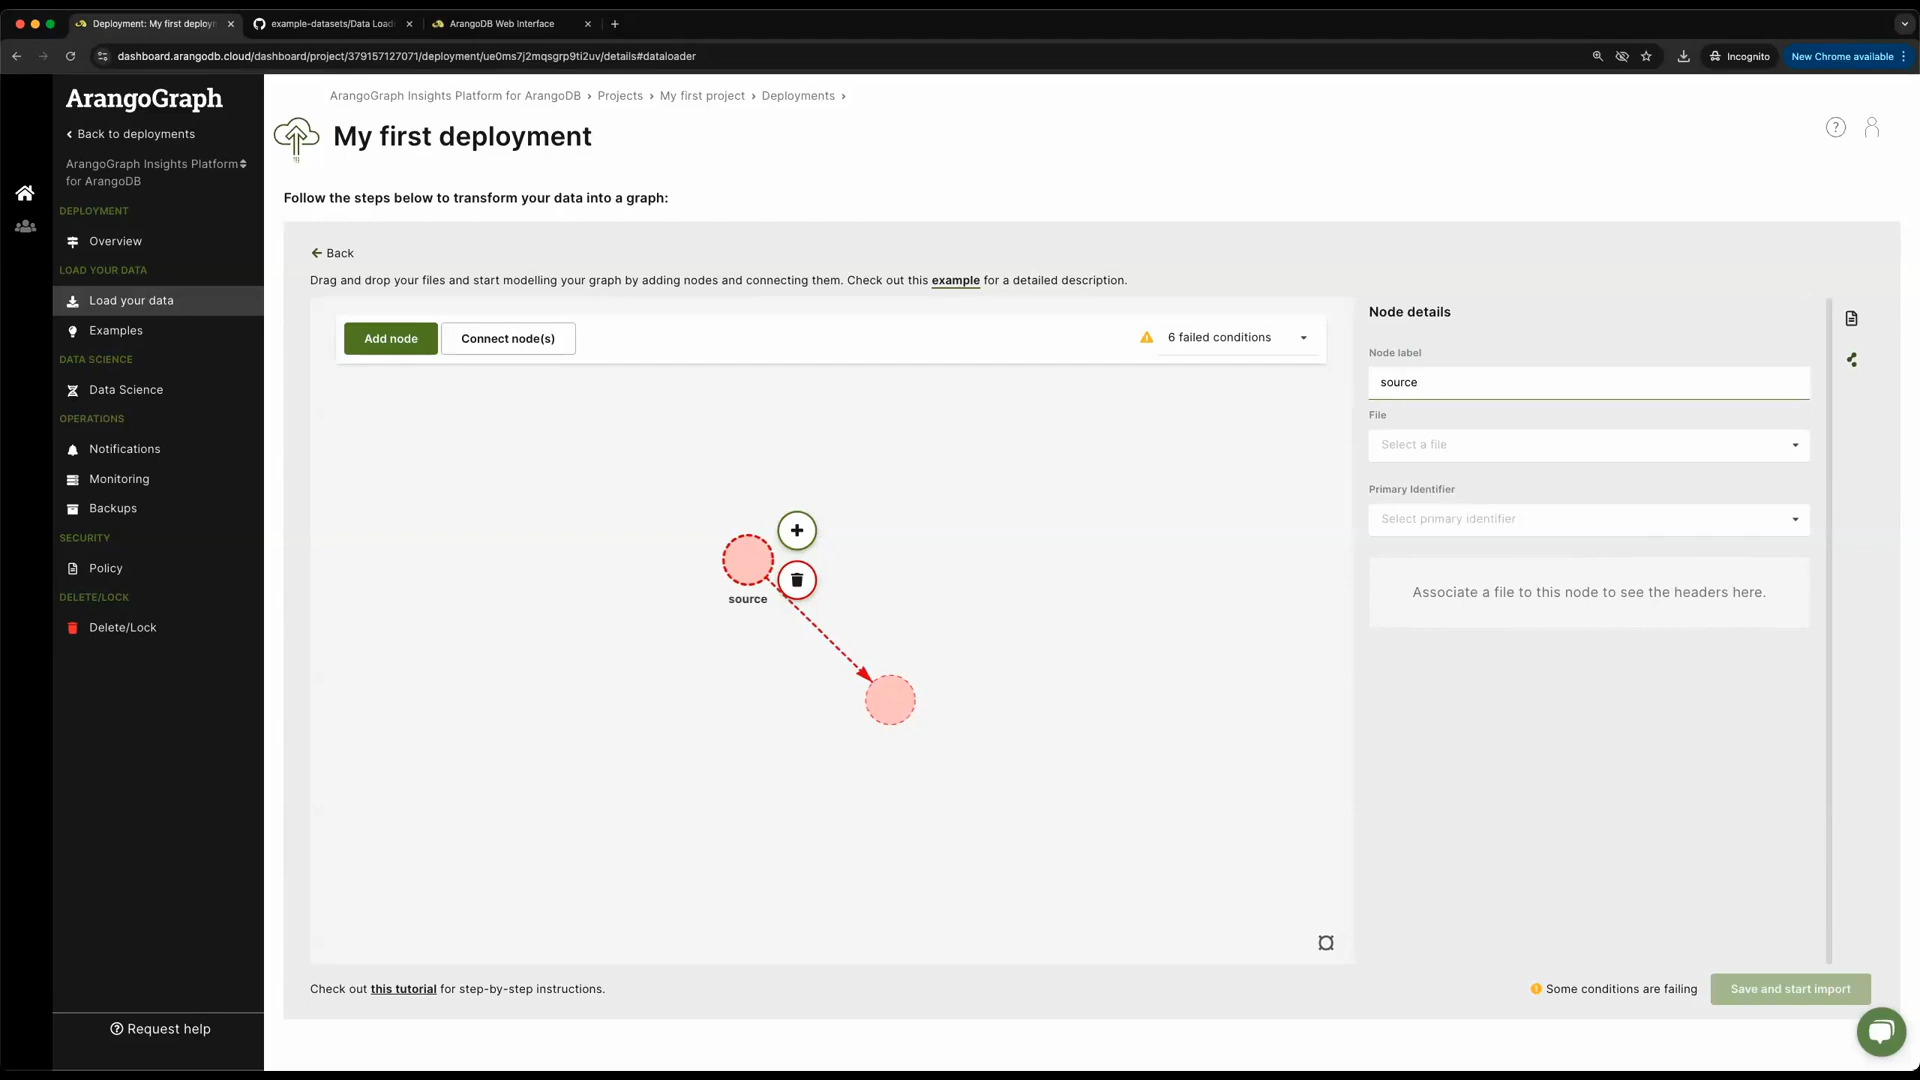 Deployment: My first deploym
example-datasets/Data Loade
ArangoDB Web Interface
dashboard.arangodb.cloud/dashboard/project/379157127071/deployment/ue0ms7j2mqsgrp9ti2uv/details#dataloader
Incognito
New Chrome available
ArangoGraph
Back to deployments
ArangoGraph Insights Platform
for ArangoDB
DEPLOYMENT
Overview
LOAD YOUR DATA
Load your data
Examples
DATA SCIENCE
Data Science
OPERATIONS
Notifications
Monitoring
Backups
SECURITY
Policy
DELETE/LOCK
Delete/Lock
Request help
ArangoGraph Insights Platform for ArangoDB › Projects › My first project › Deployments ›
My first deployment
Follow the steps below to transform your data into a graph:
Back
Drag and drop your files and start modelling your graph by adding nodes and connecting them. Check out this example for a detailed description.
Add node
Connect node(s)
6 failed conditions
source
Node details
Node label
source
File
Select a file
Primary Identifier
Select primary identifier
Associate a file to this node to see the headers here.
Check out this tutorial for step-by-step instructions.
Some conditions are failing
Save and start import